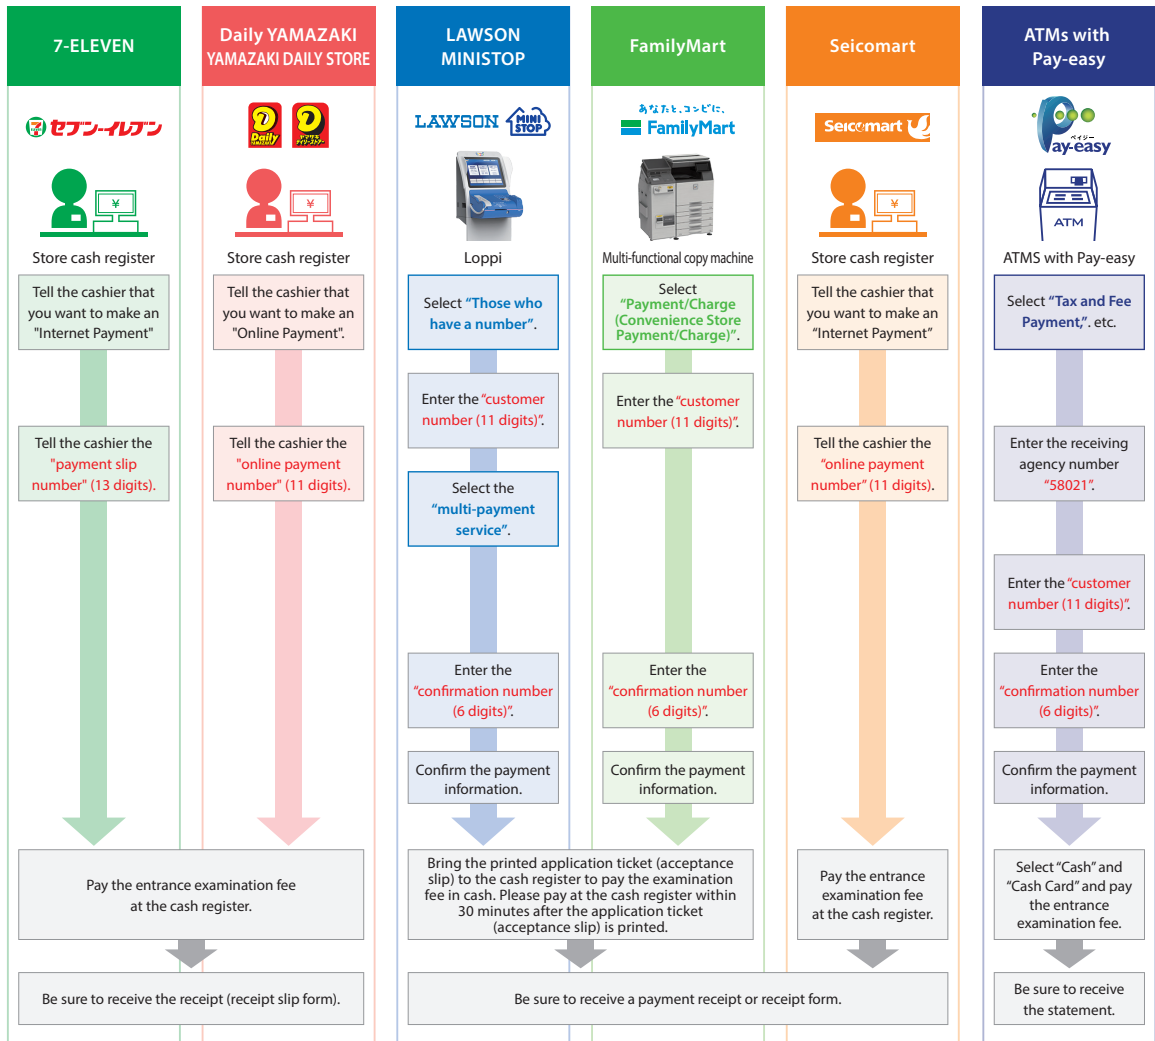 7-ELEVEN
セブン-イレブン
¥
Store cash register
Tell the cashier that
you want to make an
"Internet Payment"
Tell the cashier the
"payment slip
number" (13 digits).
Daily YAMAZAKI
YAMAZAKI DAILY STORE
Daily
YAMAZAKI
ヤマザキ
デイリーストアー
¥
Store cash register
Tell the cashier that
you want to make an
"Online Payment".
Tell the cashier the
"online payment
number" (11 digits).
Pay the entrance examination fee
at the cash register.
Be sure to receive the receipt (receipt slip form).
LAWSON
MINISTOP
LAWSON
MINI
STOP
Loppi
Select “Those who
have a number”.
Enter the “customer
number (11 digits)”.
Select the
“multi-payment
service”.
Enter the
“confirmation number
(6 digits)”.
Confirm the payment
information.
FamilyMart
あなたと、コンビに、
FamilyMart
Multi-functional copy machine
Select
“Payment/Charge
(Convenience Store
Payment/Charge)”.
Enter the “customer
number (11 digits)”.
Enter the
“confirmation number
(6 digits)”.
Confirm the payment
information.
Bring the printed application ticket (acceptance
slip) to the cash register to pay the examination
fee in cash. Please pay at the cash register within
30 minutes after the application ticket
(acceptance slip) is printed.
Seicomart
Seicomart
¥
Store cash register
Tell the cashier that
you want to make an
“Internet Payment”
Tell the cashier the
“online payment
number” (11 digits).
Pay the entrance
examination fee
at the cash register.
Be sure to receive a payment receipt or receipt form.
ATMs with
Pay-easy
ペイジー
Pay-easy
ATM
ATMS with Pay-easy
Select “Tax and Fee
Payment,”. etc.
Enter the receiving
agency number
“58021”.
Enter the “customer
number (11 digits)”.
Enter the
“confirmation number
(6 digits)”.
Confirm the payment
information.
Select “Cash” and
“Cash Card” and pay
the entrance
examination fee.
Be sure to receive
the statement.